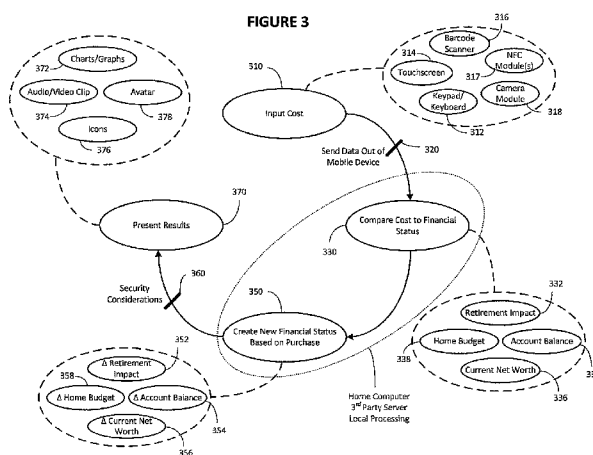 FIGURE 3
316
Barcode
Scanner
314
Touchscreen
NFC
Module(s)
317
Keypad/
Keyboard
312
Camera
Module
318
372
Charts/Graphs
Audio/Video Clip
374
Avatar
378
Icons
376
310
Input Cost
Send Data Out of
Mobile Device
320
370
Present Results
Compare Cost to Financial
Status
330
Security
Considerations
360
350
Create New Financial Status
Based on Purchase
332
Retirement Impact
Home Budget
338
Account Balance
Current Net Worth
336
352
Δ Retirement
Impact
358
Δ Home Budget
Δ Account Balance
354
Δ Current Net
Worth
356
Home Computer
3rd Party Server
Local Processing